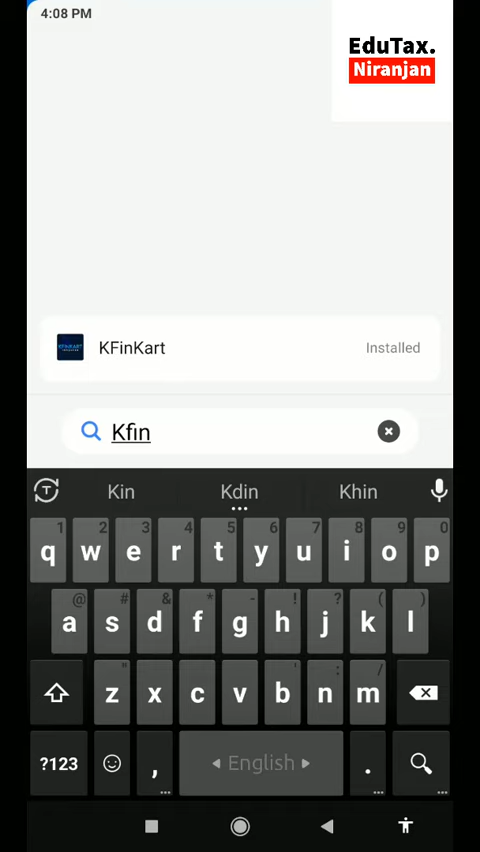 4:08 PM
EduTax.
Niranjan
KFinKart
Installed
Kfin
Kin Kdin Khin
1 2 3 4 5 6 7 8 9 0
q w e r t y u i o p
@ # & * - ! ? ( )
a s d f g h j k l
" ' : /
z x c v b n m
?123 , English .